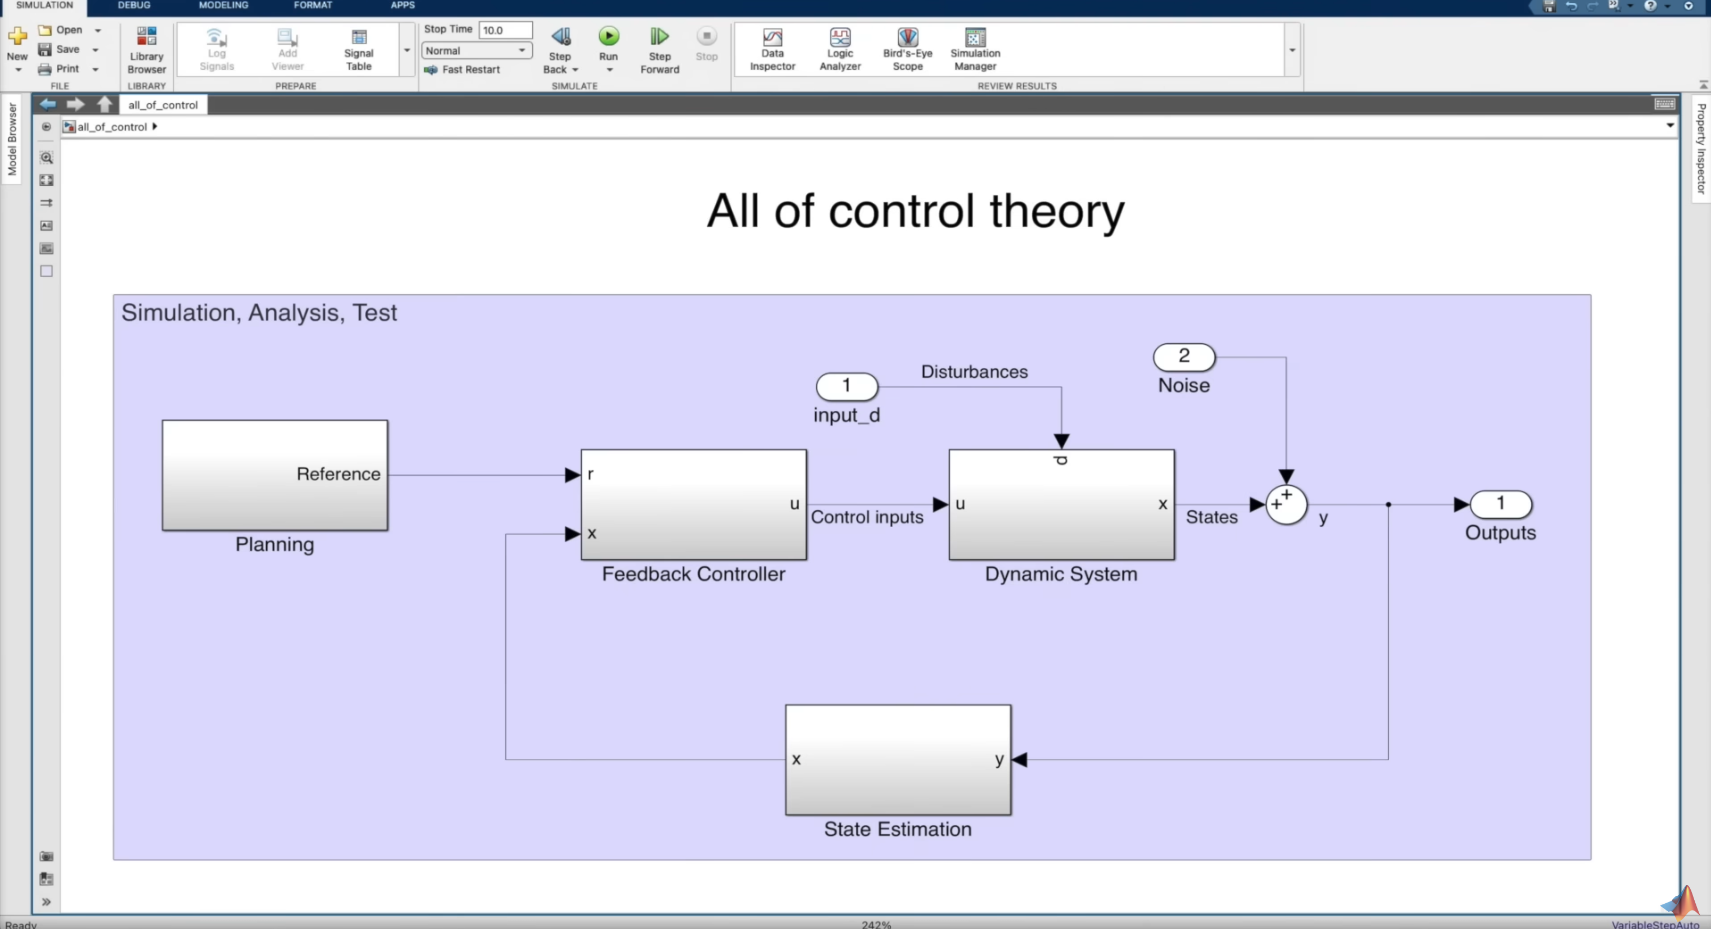 SIMULATION DEBUG MODELING FORMAT APPS
New
Open
Save
Print
FILE
Library
Browser
LIBRARY
Log
Signals
Add
Viewer
Signal
Table
PREPARE
Stop Time 10.0
Normal
Fast Restart
Step
Back
Run
Step
Forward
Stop
SIMULATE
Data
Inspector
Logic
Analyzer
Bird's-Eye
Scope
Simulation
Manager
REVIEW RESULTS
Model Browser
all_of_control
all_of_control
Property Inspector
All of control theory
Simulation, Analysis, Test
Reference
Planning
r
x
u
Feedback Controller
Control inputs
1
input_d
Disturbances
d
u
x
Dynamic System
States
2
Noise
+
+
y
1
Outputs
x
y
State Estimation
Ready
242%
VariableStepAuto